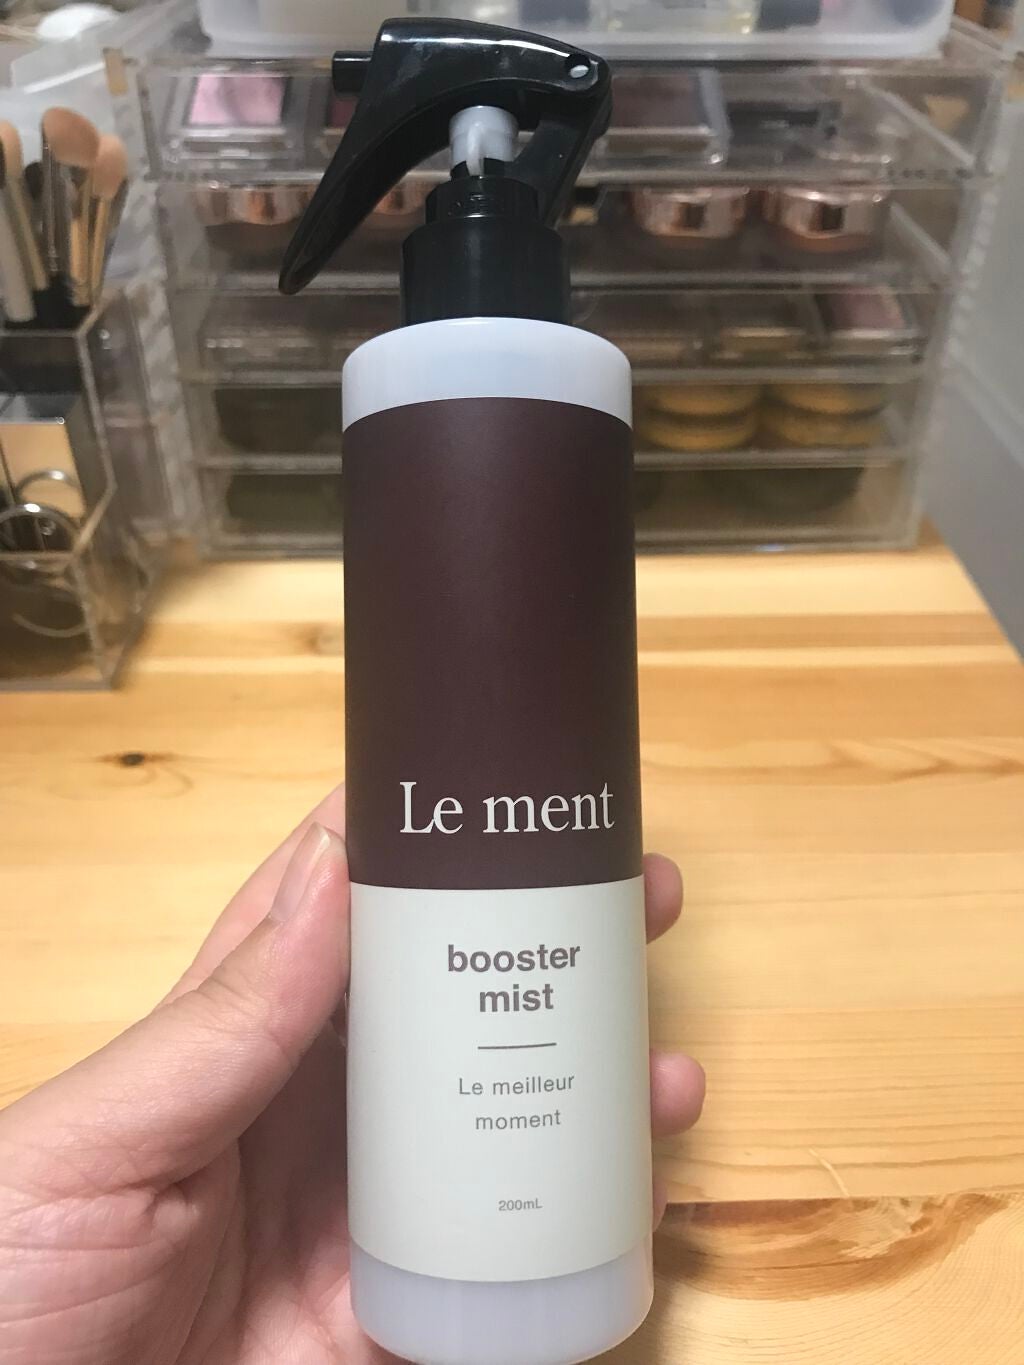 Le ment
booster
mist
Le meilleur
moment
200mL